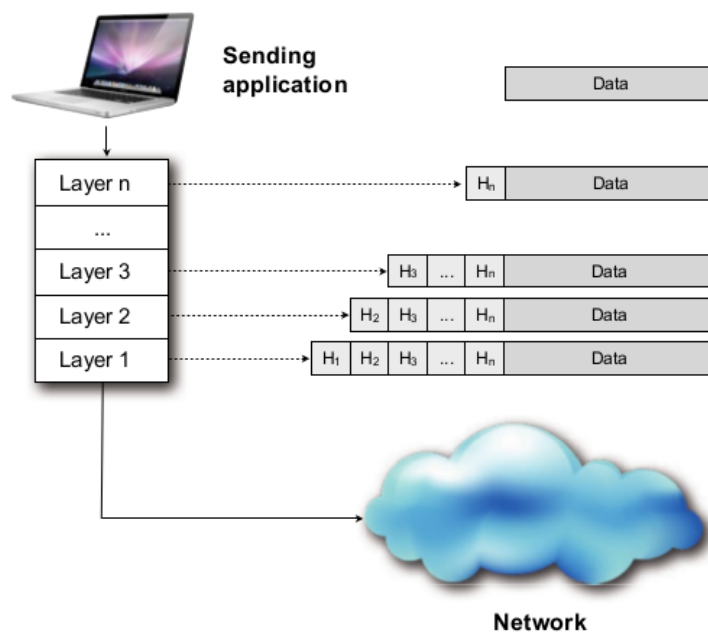 Sending
application
Data
Layer n
Hₙ
Data
...
Layer 3
H₃
...
Hₙ
Data
Layer 2
H₂
H₃
...
Hₙ
Data
Layer 1
H₁
H₂
H₃
...
Hₙ
Data
Network